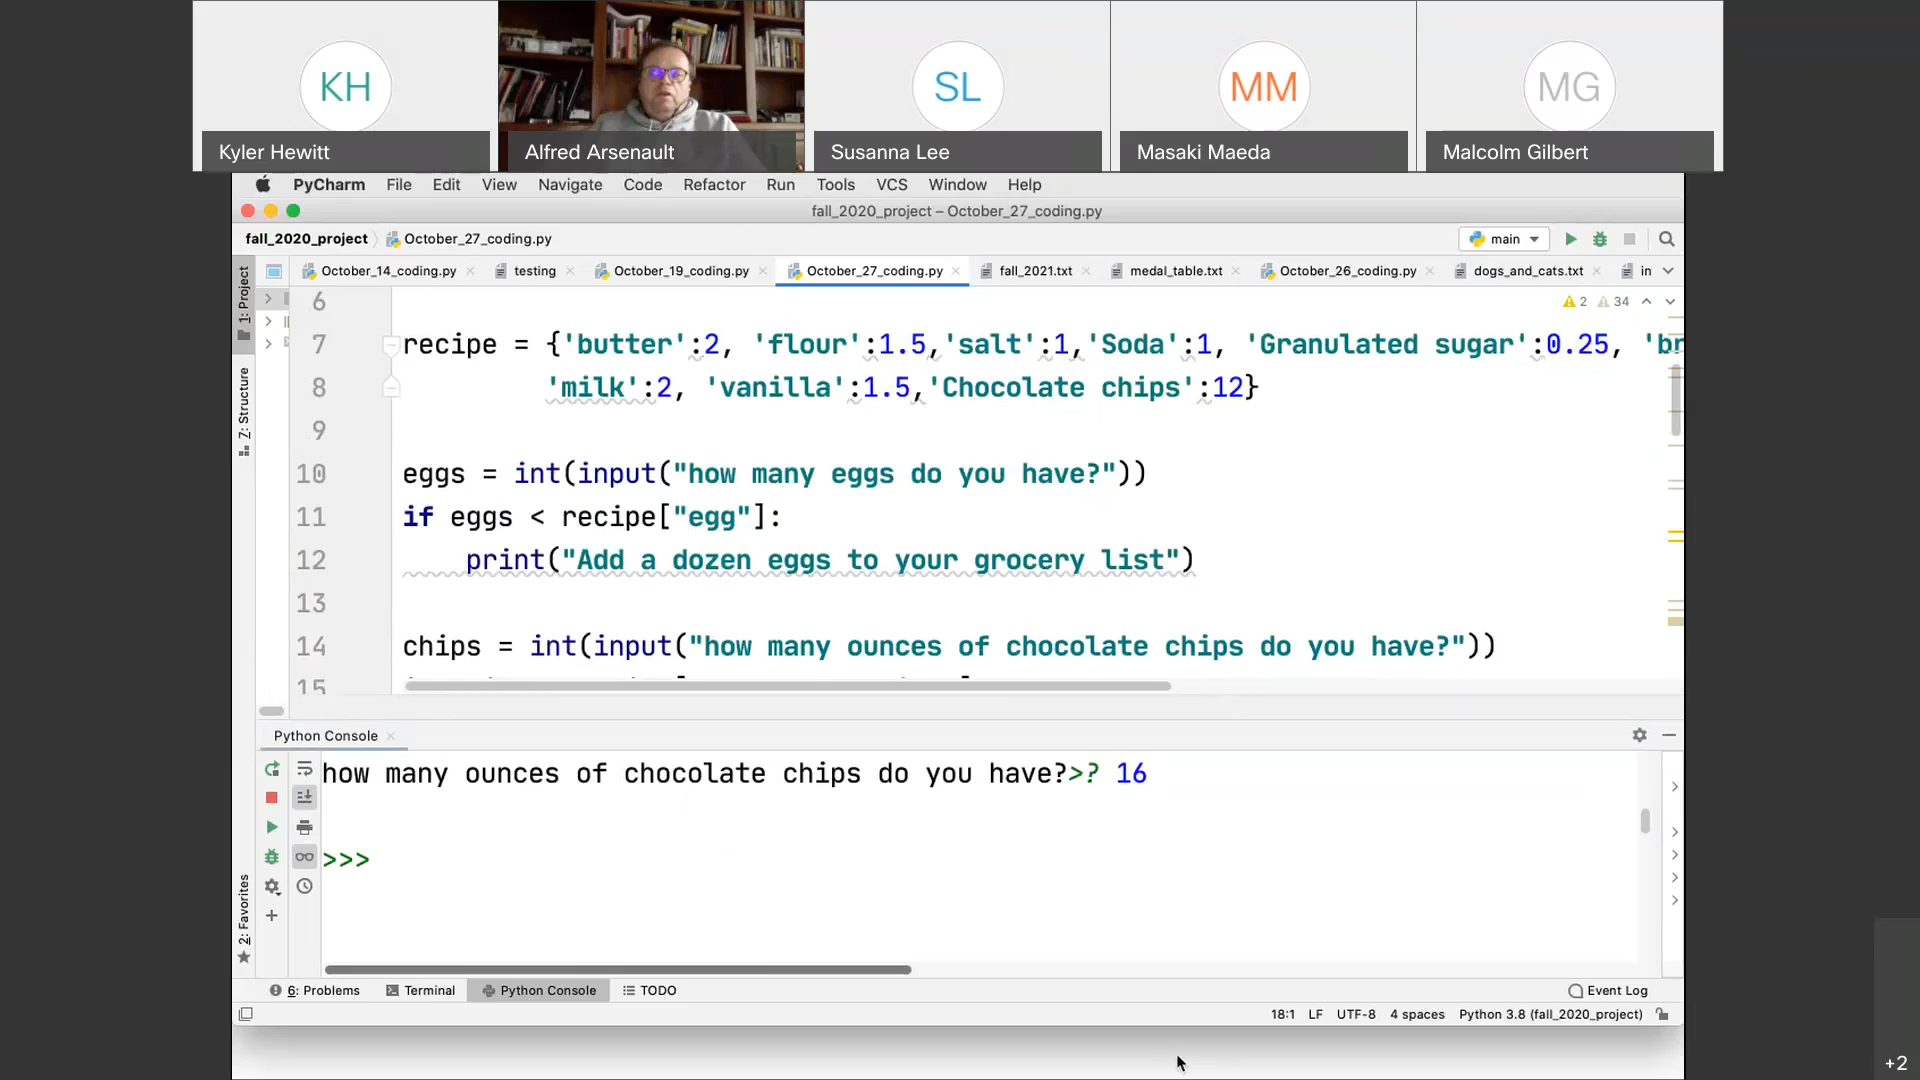 KH
SL
MM
MG
Kyler Hewitt
Alfred Arsenault
Susanna Lee
Masaki Maeda
Malcolm Gilbert
PyCharm File Edit View Navigate Code Refactor Run Tools VCS Window Help
fall_2020_project – October_27_coding.py
fall_2020_project October_27_coding.py
main
October_14_coding.py testing October_19_coding.py October_27_coding.py fall_2021.txt medal_table.txt October_26_coding.py dogs_and_cats.txt in
1: Project
Z: Structure
2: Favorites
2 34
6
7 recipe = {'butter':2, 'flour':1.5,'salt':1,'Soda':1, 'Granulated sugar':0.25, 'br
8 'milk':2, 'vanilla':1.5,'Chocolate chips':12}
9
10 eggs = int(input("how many eggs do you have?"))
11 if eggs < recipe["egg"]:
12 print("Add a dozen eggs to your grocery list")
13
14 chips = int(input("how many ounces of chocolate chips do you have?"))
15
Python Console
how many ounces of chocolate chips do you have?>? 16
>>>
6: Problems Terminal Python Console TODO Event Log
18:1 LF UTF-8 4 spaces Python 3.8 (fall_2020_project)
+2